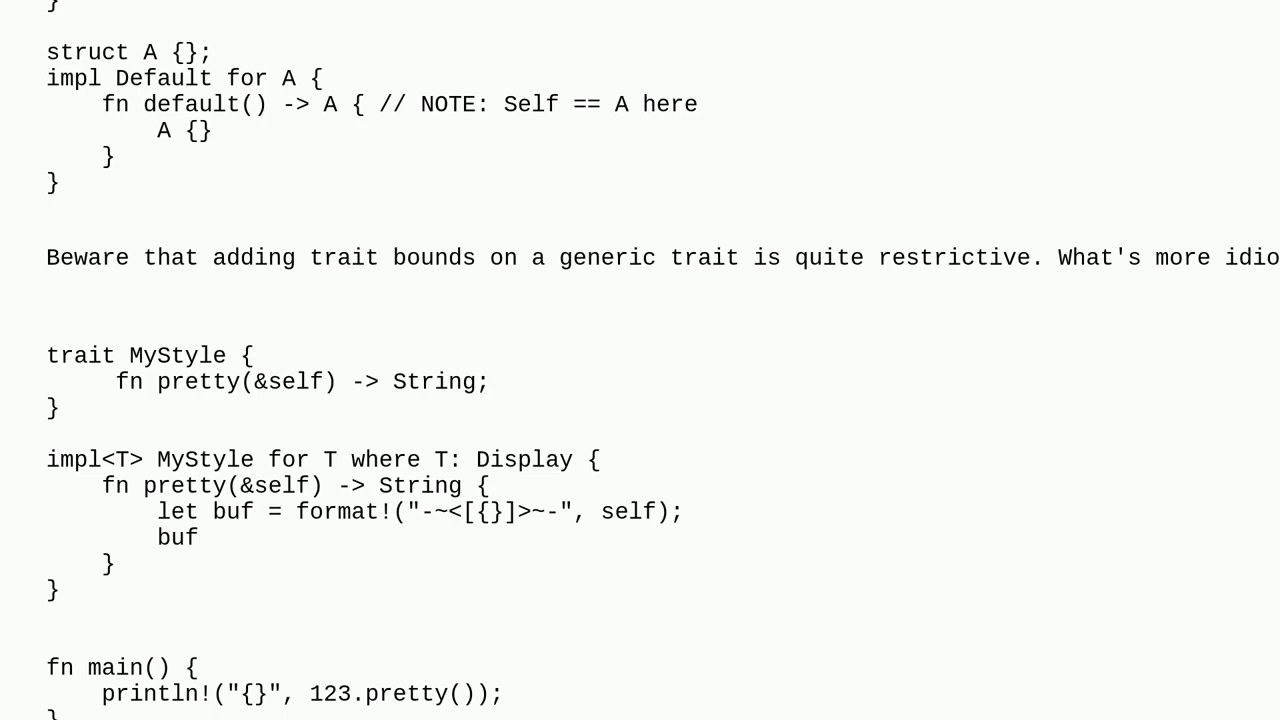 }
struct A {};
impl Default for A {
    fn default() -> A { // NOTE: Self == A here
        A {}
    }
}
Beware that adding trait bounds on a generic trait is quite restrictive. What's more
trait MyStyle {
     fn pretty(&self) -> String;
}
impl<T> MyStyle for T where T: Display {
    fn pretty(&self) -> String {
        let buf = format!("-~<[{}]>~-", self);
        buf
    }
}
fn main() {
    println!("{}", 123.pretty());
}